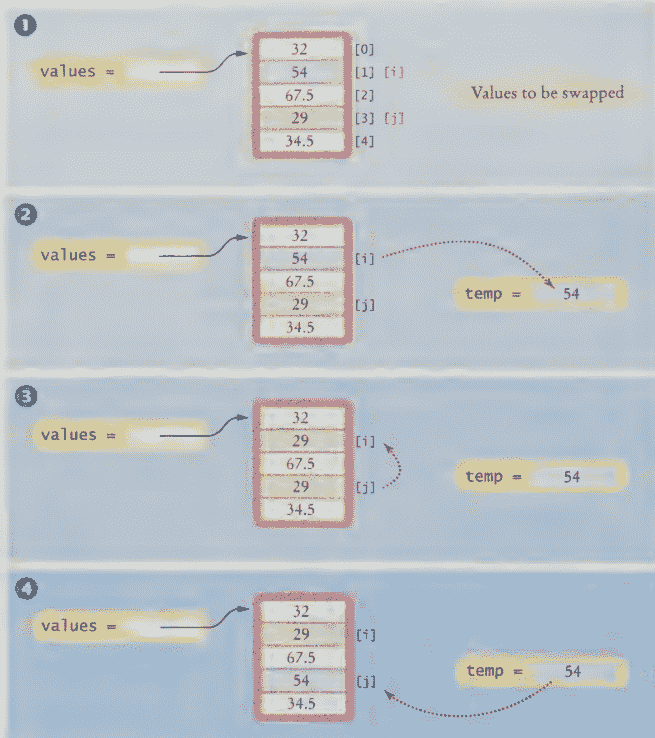 1
values =
32 [0]
54 [1] [i]
67.5 [2]
29 [3] [j]
34.5 [4]
Values to be swapped
2
values =
32
54 [i]
67.5
29 [j]
34.5
temp = 54
3
values =
32
29 [i]
67.5
29 [j]
34.5
temp = 54
4
values =
32
29 [i]
67.5
54 [j]
34.5
temp = 54